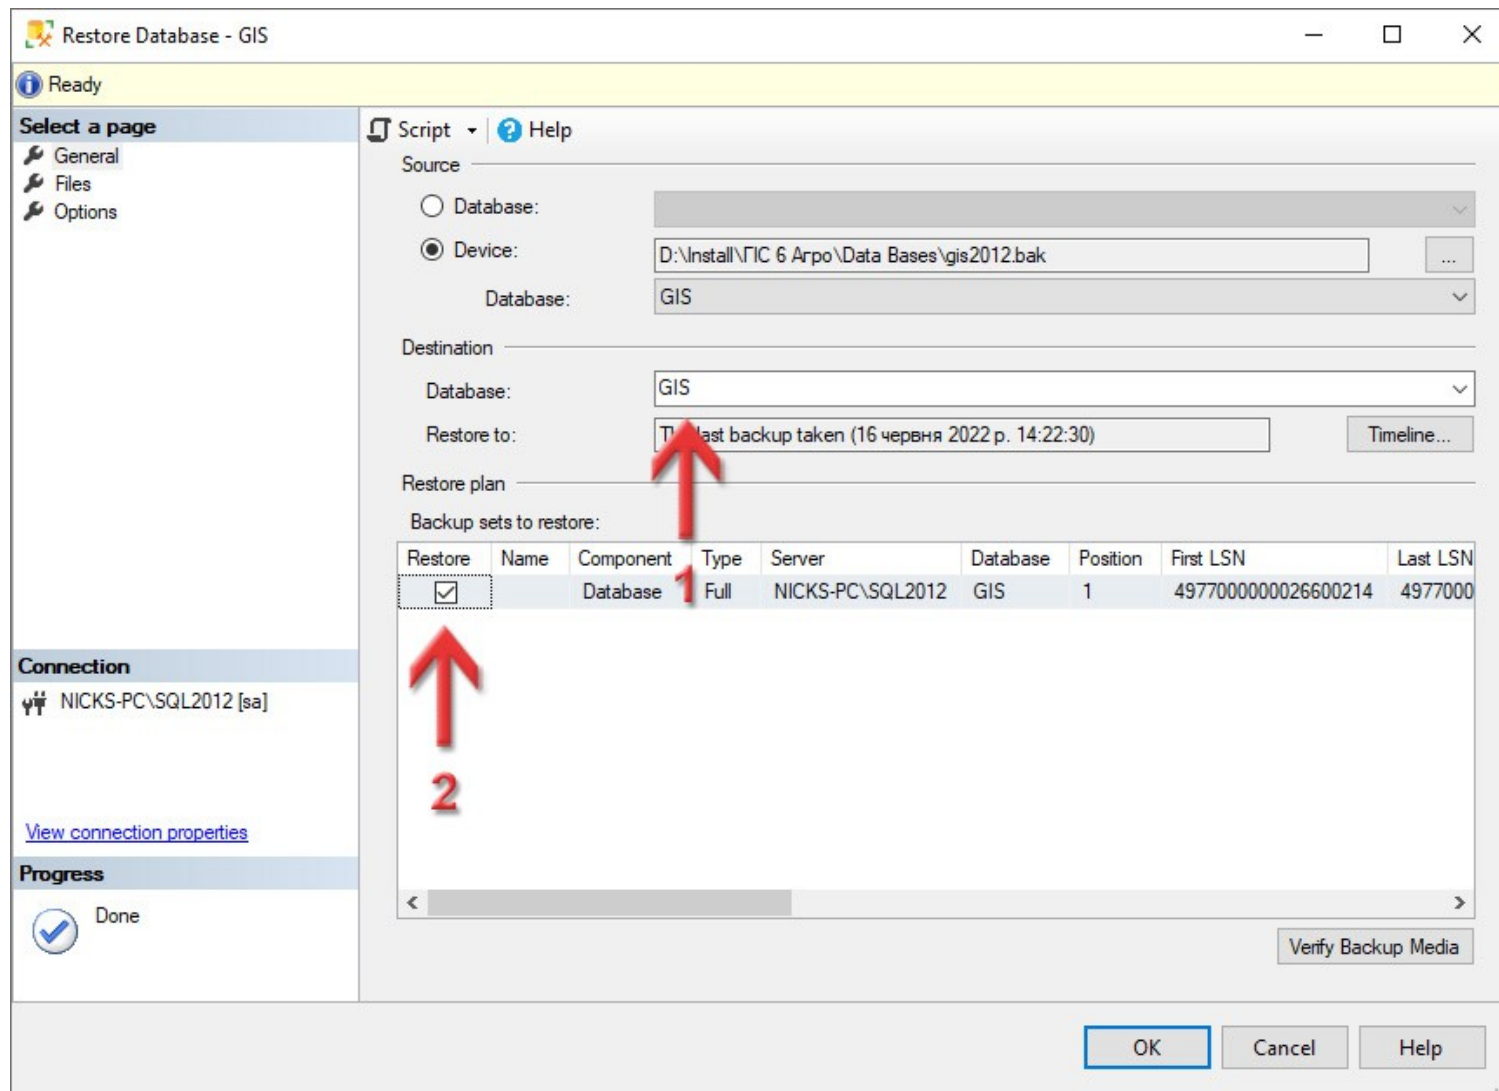 Restore Database - GIS
Ready
Select a page
General
Files
Options
Script Help
Source
Database:
Device: D:\Install\ГІС 6 Агро\Data Bases\gis2012.bak ...
Database: GIS
Destination
Database: GIS
Restore to: last backup taken (16 червня 2022 р. 14:22:30) Timeline...
Restore plan
Backup sets to restore:
Restore Name Component Type Server Database Position First LSN Last LSN
Database Full NICKS-PC\SQL2012 GIS 1 4977000000026600214 4977000
1
2
Connection
NICKS-PC\SQL2012 [sa]
View connection properties
Progress
Done
Verify Backup Media
OK Cancel Help